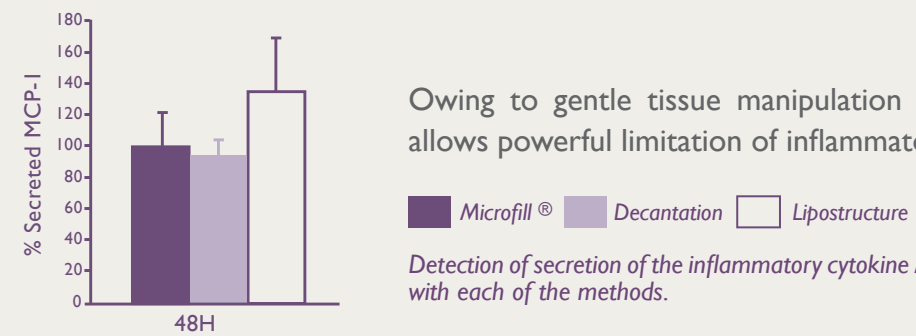 180
160
140
120
100
80
60
40
20
0
% Secreted MCP-1
48H
Owing to gentle tissue manipulation
allows powerful limitation of
Microfill ® Decantation Lipostructure
Detection of secretion of the inflammatory cytokine
with each of the methods.